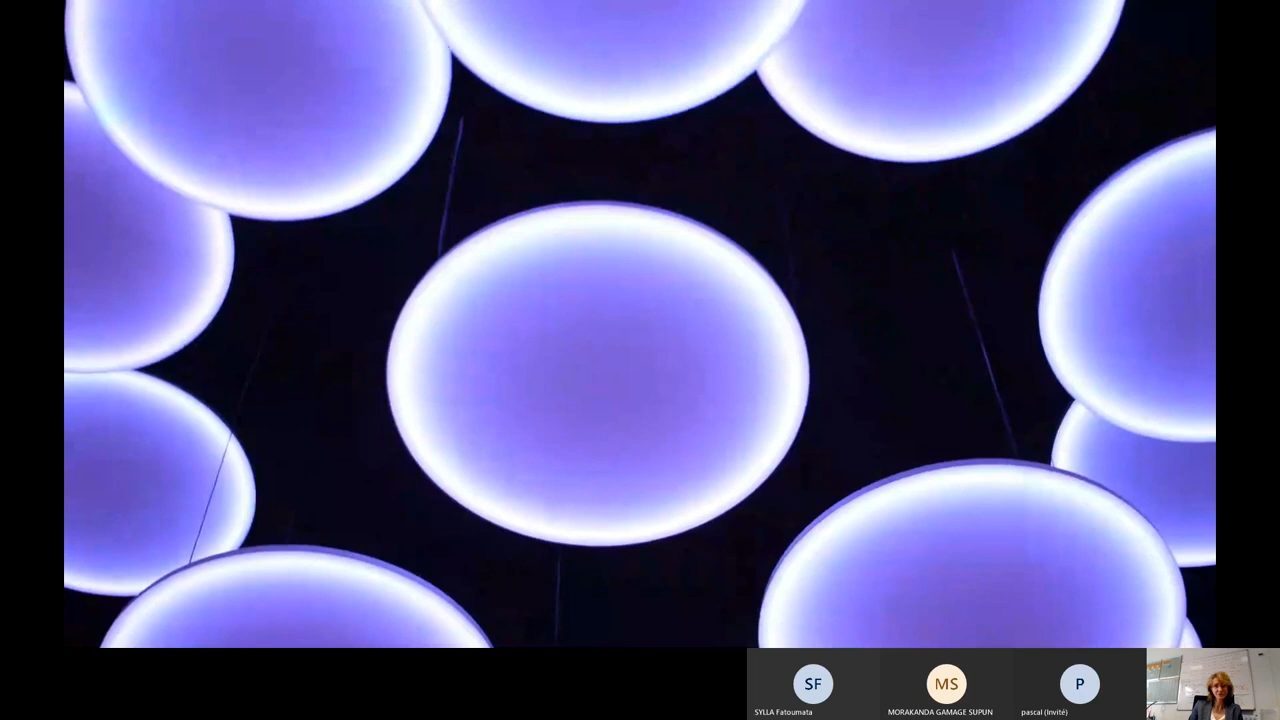 SF
MS
P
SYLLA Fatoumata
MORAKANDA GAMAGE SUPUN
pascal (Invité)